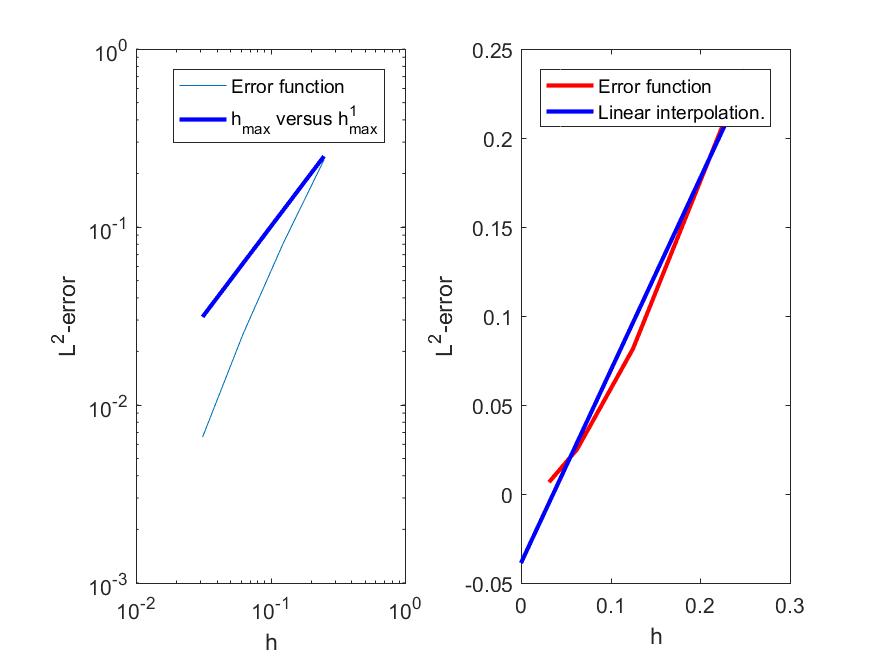 10^0
10^-1
10^-2
10^-3
L^2-error
Error function
h_max versus h^1_max
10^-2 10^-1 10^0
h
0.25
0.2
0.15
0.1
0.05
0
-0.05
L^2-error
Error function
Linear interpolation.
0 0.1 0.2 0.3
h